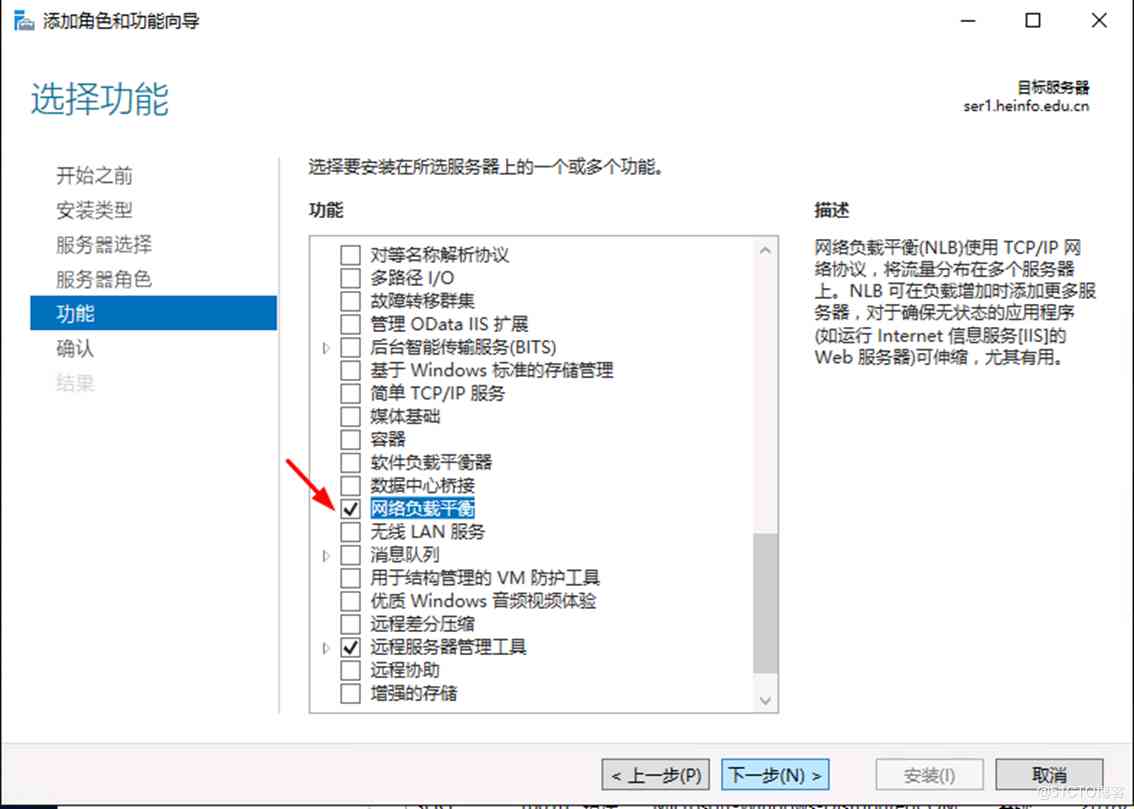 添加角色和功能向导
选择功能
目标服务器
ser1.heinfo.edu.cn
开始之前
安装类型
服务器选择
服务器角色
功能
确认
结果
选择要安装在所选服务器上的一个或多个功能。
功能
对等名称解析协议
多路径 I/O
故障转移群集
管理 OData IIS 扩展
后台智能传输服务(BITS)
基于 Windows 标准的存储管理
简单 TCP/IP 服务
媒体基础
容器
软件负载平衡器
数据中心桥接
网络负载平衡
无线 LAN 服务
消息队列
用于结构管理的 VM 防护工具
优质 Windows 音频视频体验
远程差分压缩
远程服务器管理工具
远程协助
增强的存储
描述
网络负载平衡(NLB)使用 TCP/IP 网
络协议，将流量分布在多个服务器
上。NLB 可在负载增加时添加更多服
务器，对于确保无状态的应用程序
(如运行 Internet 信息服务[IIS]的
Web 服务器)可伸缩，尤其有用。
< 上一步(P)
下一步(N) >
安装(I)
取消
@51CTO博客